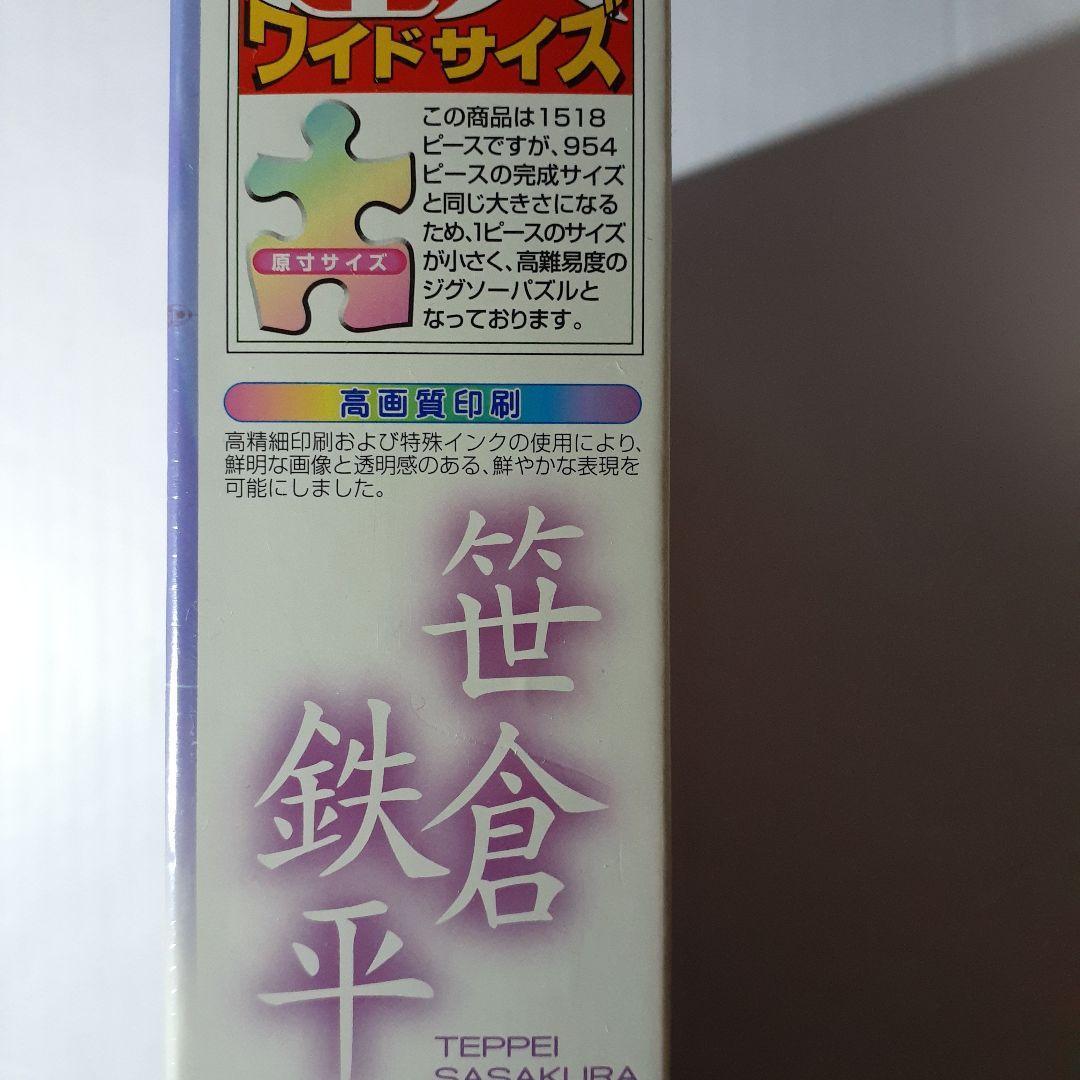 ワイドサイズ
この商品は1518
ピースですが、954
ピースの完成サイズ
と同じ大きさになる
ため、1ピースのサイズ
が小さく、高難易度の
ジグソーパズルと
なっております。
原寸サイズ
高画質印刷
高精細印刷および特殊インクの使用により、
鮮明な画像と透明感のある、鮮やかな表現を
可能にしました。
笹倉
鉄平
TEPPEI
SASAKURA